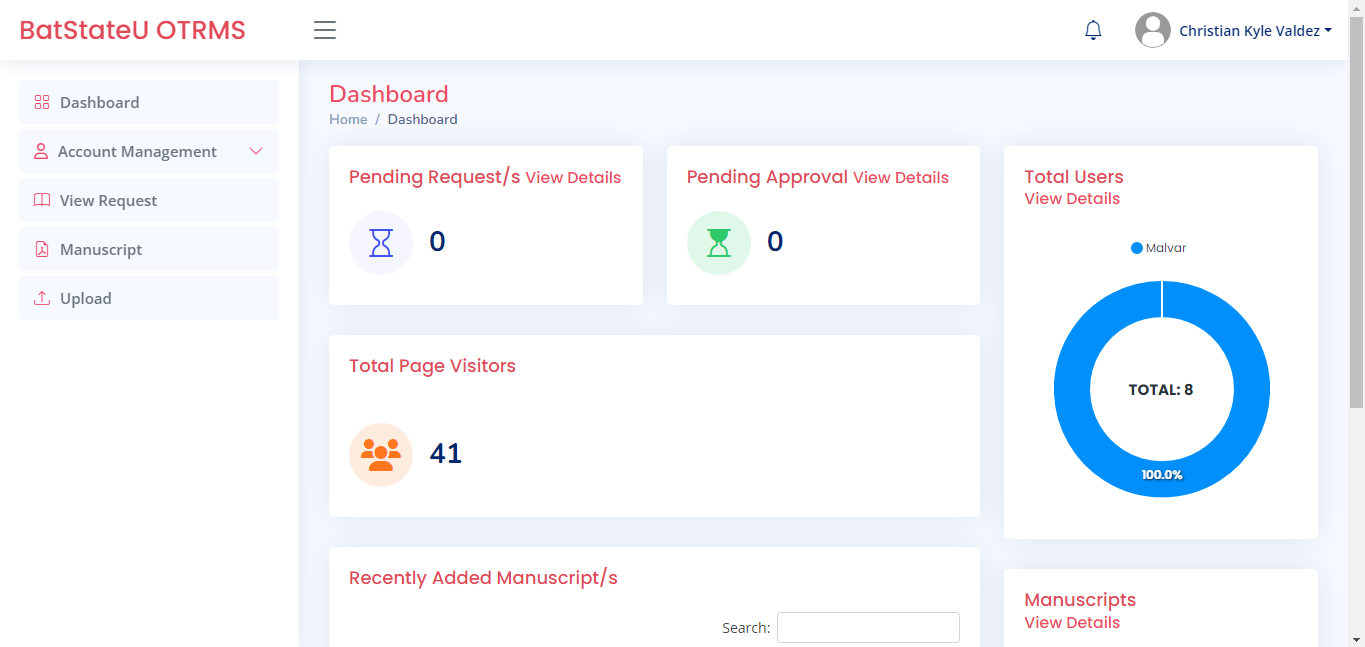 BatStateU OTRMS
Christian Kyle Valdez
Dashboard
Account Management
View Request
Manuscript
Upload
Dashboard
Home / Dashboard
Pending Request/s View Details
0
Pending Approval View Details
0
Total Users
View Details
Malvar
TOTAL: 8
100.0%
Total Page Visitors
41
Recently Added Manuscript/s
Search:
Manuscripts
View Details